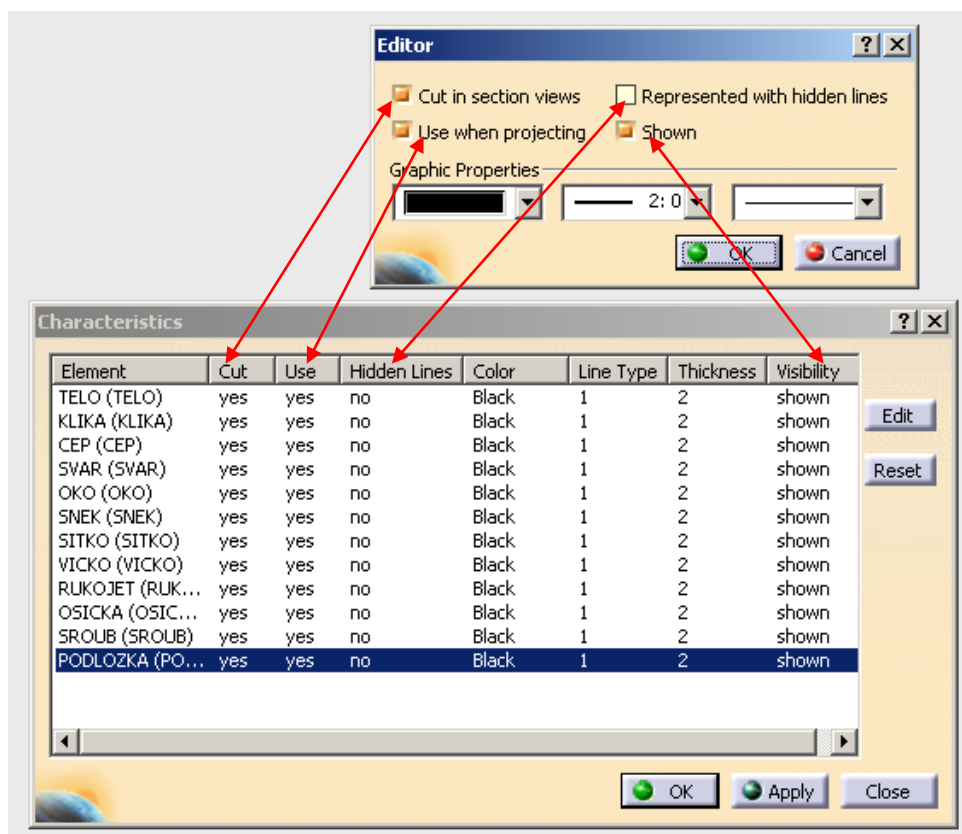 Editor
Cut in section views Represented with hidden lines
Use when projecting Shown
Graphic Properties
2: 0
OK Cancel
Characteristics
Element Cut Use Hidden Lines Color Line Type Thickness Visibility
TELO (TELO) yes yes no Black 1 2 shown
KLIKA (KLIKA) yes yes no Black 1 2 shown
CEP (CEP) yes yes no Black 1 2 shown
SVAR (SVAR) yes yes no Black 1 2 shown
OKO (OKO) yes yes no Black 1 2 shown
SNEK (SNEK) yes yes no Black 1 2 shown
SITKO (SITKO) yes yes no Black 1 2 shown
VICKO (VICKO) yes yes no Black 1 2 shown
RUKOJET (RUK... yes yes no Black 1 2 shown
OSICKA (OSIC... yes yes no Black 1 2 shown
SROUB (SROUB) yes yes no Black 1 2 shown
PODLOZKA (PO... yes yes no Black 1 2 shown
Edit
Reset
OK Apply Close